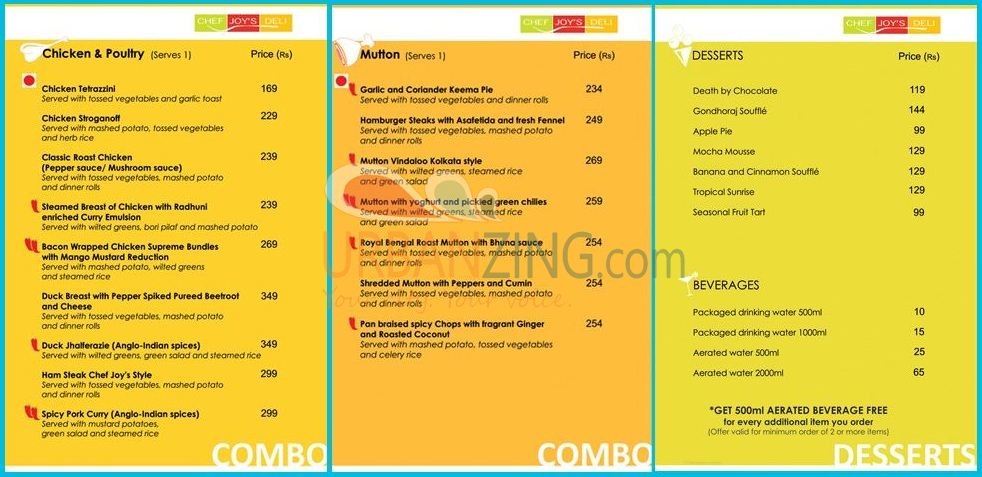 CHEF JOY'S DELI
Chicken & Poultry (Serves 1) Price (Rs)
Chicken Tetrazzini 169
Served with tossed vegetables and garlic toast
Chicken Stroganoff 229
Served with mashed potato, tossed vegetables
and herb rice
Classic Roast Chicken 239
(Pepper sauce/ Mushroom sauce)
Served with tossed vegetables, mashed potato
and dinner rolls
Steamed Breast of Chicken with Radhuni 239
enriched Curry Emulsion
Served with wilted greens, bori pilaf and mashed potato
Bacon Wrapped Chicken Supreme Bundles 269
with Mango Mustard Reduction
Served with mashed potato, wilted greens
and steamed rice
Duck Breast with Pepper Spiked Pureed Beetroot 349
and Cheese
Served with tossed vegetables, mashed potato
and dinner rolls
Duck Jhalferazie (Anglo-Indian spices) 349
Served with wilted greens, green salad and steamed rice
Ham Steak Chef Joy's Style 299
Served with tossed vegetables, mashed potato
and dinner rolls
Spicy Pork Curry (Anglo-Indian spices) 299
Served with mustard potatoes,
green salad and steamed rice
COMBO
CHEF JOY'S DELI
Mutton (Serves 1) Price (Rs)
Garlic and Coriander Keema Pie 234
Served with tossed vegetables and dinner rolls
Hamburger Steaks with Asafetida and fresh Fennel 249
Served with tossed vegetables, mashed potato
and dinner rolls
Mutton Vindaloo Kolkata style 269
Served with wilted greens, steamed rice
and green salad
Mutton with yoghurt and pickled green chilies 259
Served with wilted greens, steamed rice
and green salad
Royal Bengal Roast Mutton with Bhuna sauce 254
Served with tossed vegetables, mashed potato
and dinner rolls
Shredded Mutton with Peppers and Cumin 254
Served with tossed vegetables, mashed potato
and dinner rolls
Pan braised spicy Chops with fragrant Ginger 254
and Roasted Coconut
Served with mashed potato, tossed vegetables
and celery rice
COMBO
CHEF JOY'S DELI
DESSERTS Price (Rs)
Death by Chocolate 119
Gondhoraj Soufflé 144
Apple Pie 99
Mocha Mousse 129
Banana and Cinnamon Soufflé 129
Tropical Sunrise 129
Seasonal Fruit Tart 99
BEVERAGES
Packaged drinking water 500ml 10
Packaged drinking water 1000ml 15
Aerated water 500ml 25
Aerated water 2000ml 65
*GET 500ml AERATED BEVERAGE FREE
for every additional item you order
(Offer valid for minimum order of 2 or more items)
DESSERTS
URBANZING.com
Your City. Your voice.